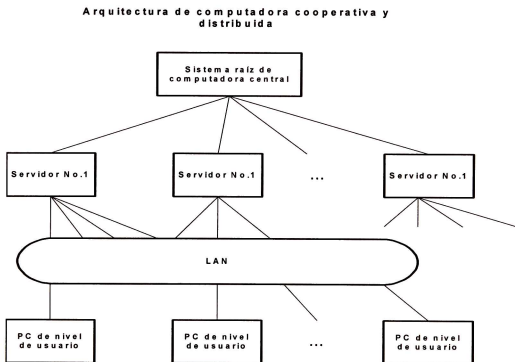 Arquitectura de computadora cooperativa y
distribuida
Sistema raíz de
computadora central
Servidor No.1
Servidor No.1
...
Servidor No.1
LAN
PC de nivel
de usuario
PC de nivel
de usuario
...
PC de nivel
de usuario